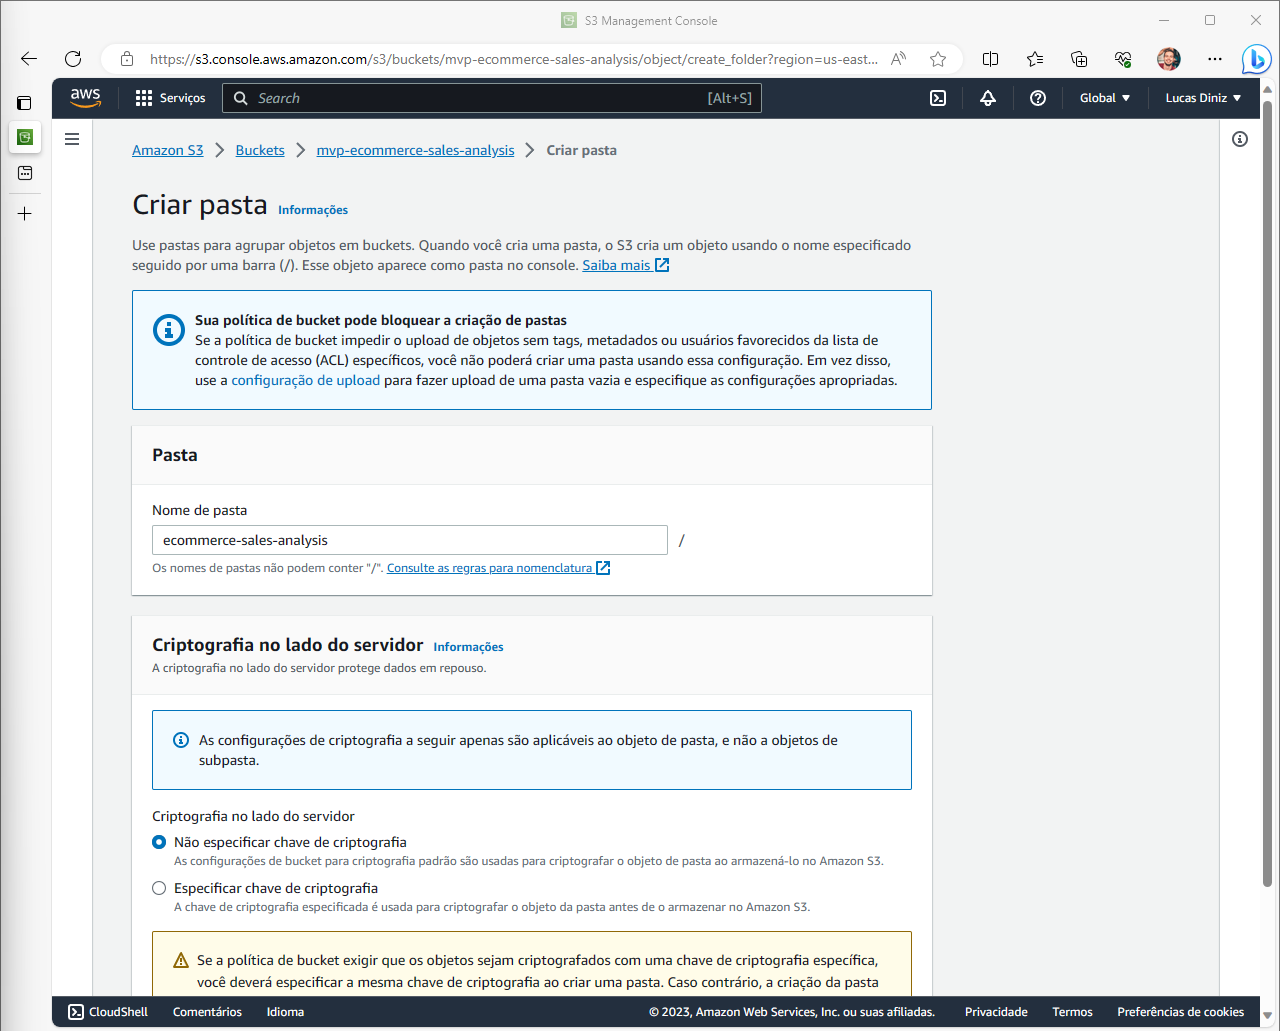 S3 Management Console
https://s3.console.aws.amazon.com/s3/buckets/mvp-ecommerce-sales-analysis/object/create_folder?region=us-east...
aws
Serviços
Search
[Alt+S]
Global
Lucas Diniz
Amazon S3
Buckets
mvp-ecommerce-sales-analysis
Criar pasta
Criar pasta Informações
Use pastas para agrupar objetos em buckets. Quando você cria uma pasta, o S3 cria um objeto usando o nome especificado
seguido por uma barra (/). Esse objeto aparece como pasta no console. Saiba mais
Sua política de bucket pode bloquear a criação de pastas
Se a política de bucket impedir o upload de objetos sem tags, metadados ou usuários favorecidos da lista de
controle de acesso (ACL) específicos, você não poderá criar uma pasta usando essa configuração. Em vez disso,
use a configuração de upload para fazer upload de uma pasta vazia e especifique as configurações apropriadas.
Pasta
Nome de pasta
ecommerce-sales-analysis /
Os nomes de pastas não podem conter "/". Consulte as regras para nomenclatura
Criptografia no lado do servidor Informações
A criptografia no lado do servidor protege dados em repouso.
As configurações de criptografia a seguir apenas são aplicáveis ao objeto de pasta, e não a objetos de
subpasta.
Criptografia no lado do servidor
Não especificar chave de criptografia
As configurações de bucket para criptografia padrão são usadas para criptografar o objeto de pasta ao armazená-lo no Amazon S3.
Especificar chave de criptografia
A chave de criptografia especificada é usada para criptografar o objeto da pasta antes de o armazenar no Amazon S3.
Se a política de bucket exigir que os objetos sejam criptografados com uma chave de criptografia específica,
você deverá especificar a mesma chave de criptografia ao criar uma pasta. Caso contrário, a criação da pasta
CloudShell
Comentários
Idioma
© 2023, Amazon Web Services, Inc. ou suas afiliadas.
Privacidade
Termos
Preferências de cookies